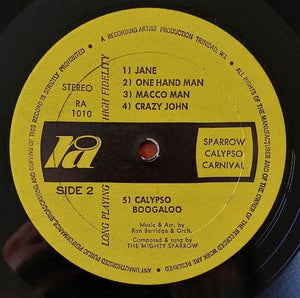 A RECORDING ARTIST PRODUCTION TRINIDAD, W.I.
ALL RIGHTS OF THE MANUFACTURER AND OF THE OWNER OF THE RECORDED WORK ARE RESERVED.
ANY UNAUTHORISED PUBLIC PERFORMANCE BROADCASTING AND COPYING OF THIS RECORD IS PROHIBITED.
STEREO
RA
1010
HIGH FIDELITY
1) JANE
2) ONE HAND MAN
3) MACCO MAN
4) CRAZY JOHN
ra
SPARROW
CALYPSO
CARNIVAL
SIDE 2
LONG PLAYING
5) CALYPSO
BOOGALOO
Music & Arr. by
Ron Berridge & Orch.
Composed & sung by
THE MIGHTY SPARROW